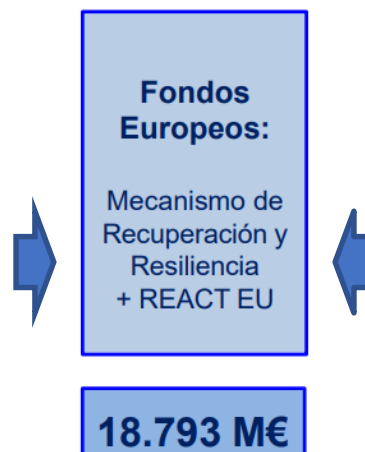 Fondos
Europeos:
Mecanismo de
Recuperación y
Resiliencia
+ REACT EU
18.793 M€